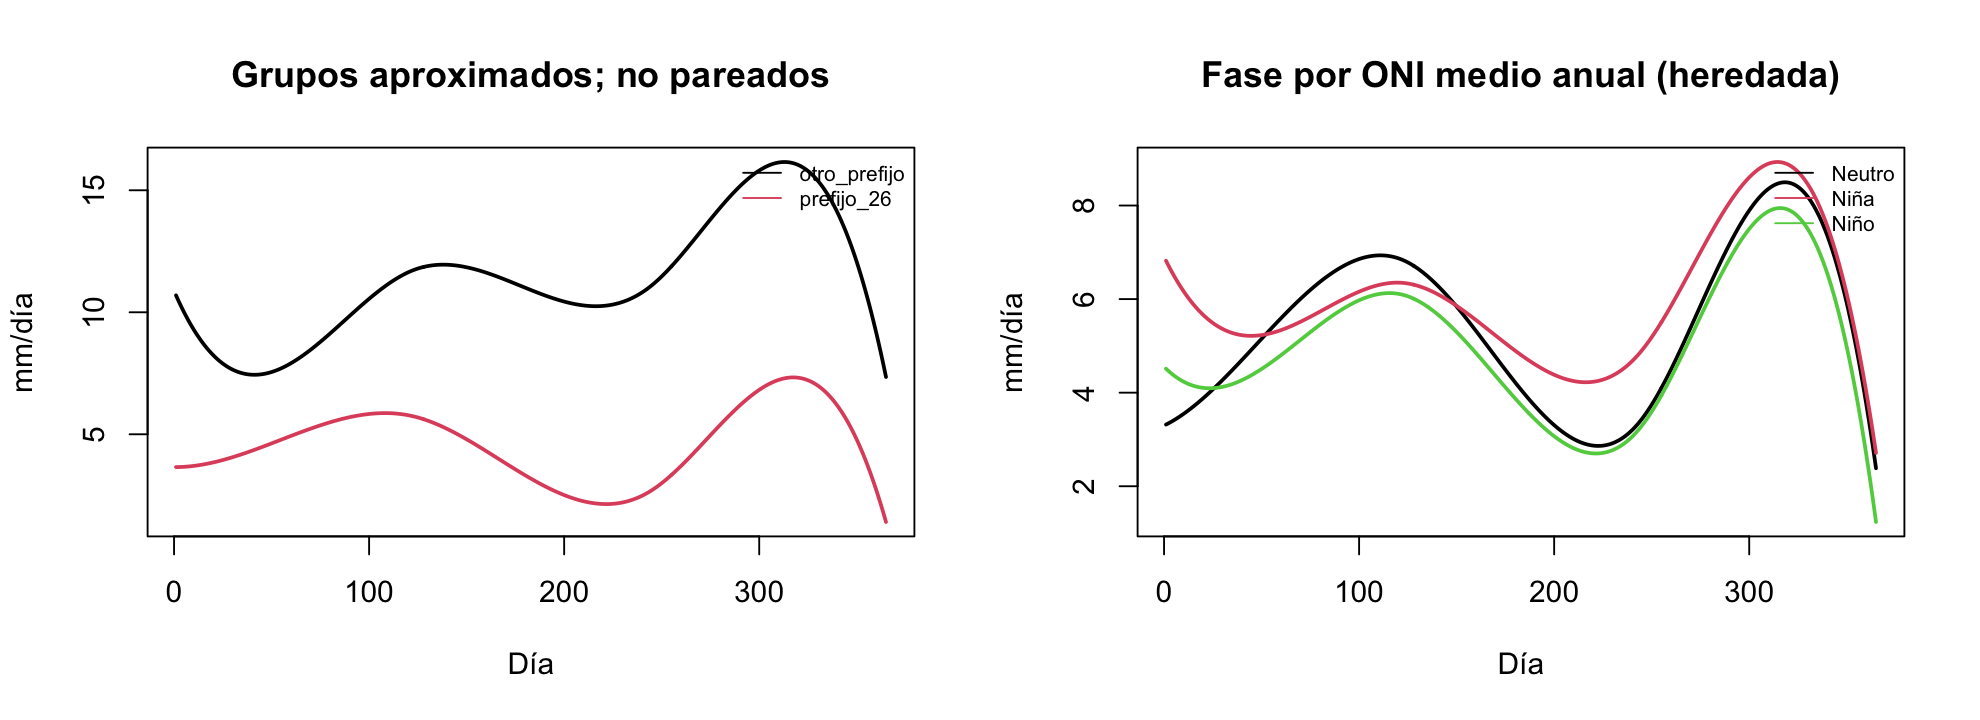 Grupos aproximados; no pareados
mm/día
15
10
5
otro_prefijo
prefijo_26
0 100 200 300
Día
Fase por ONI medio anual (heredada)
mm/día
8
6
4
2
Neutro
Niña
Niño
0 100 200 300
Día